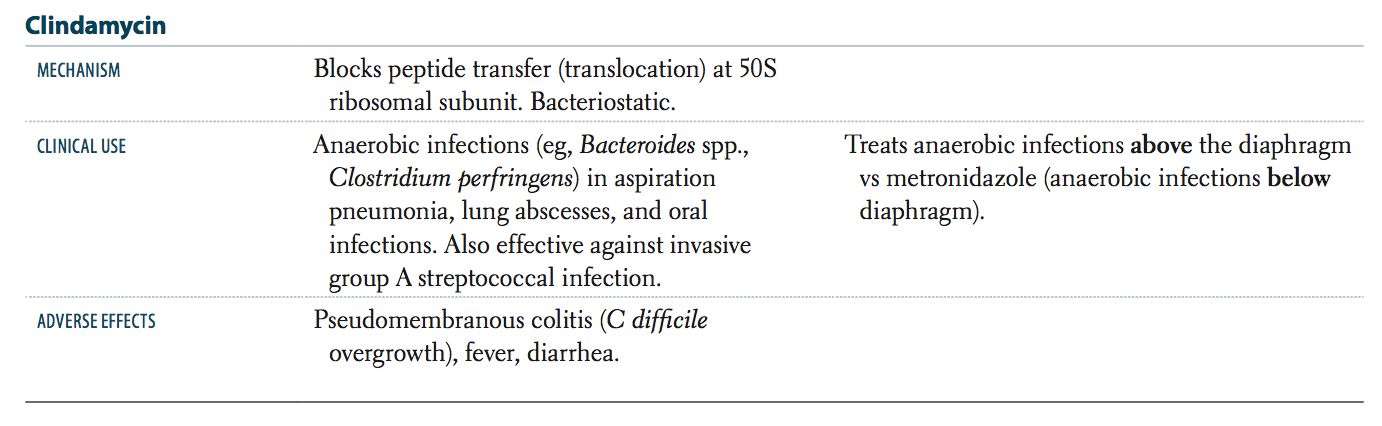 Clindamycin
MECHANISM
Blocks peptide transfer (translocation) at 50S
ribosomal subunit. Bacteriostatic.
CLINICAL USE
Anaerobic infections (eg, Bacteroides spp.,
Clostridium perfringens) in aspiration
pneumonia, lung abscesses, and oral
infections. Also effective against invasive
group A streptococcal infection.
Treats anaerobic infections above the diaphragm
vs metronidazole (anaerobic infections below
diaphragm).
ADVERSE EFFECTS
Pseudomembranous colitis (C difficile
overgrowth), fever, diarrhea.